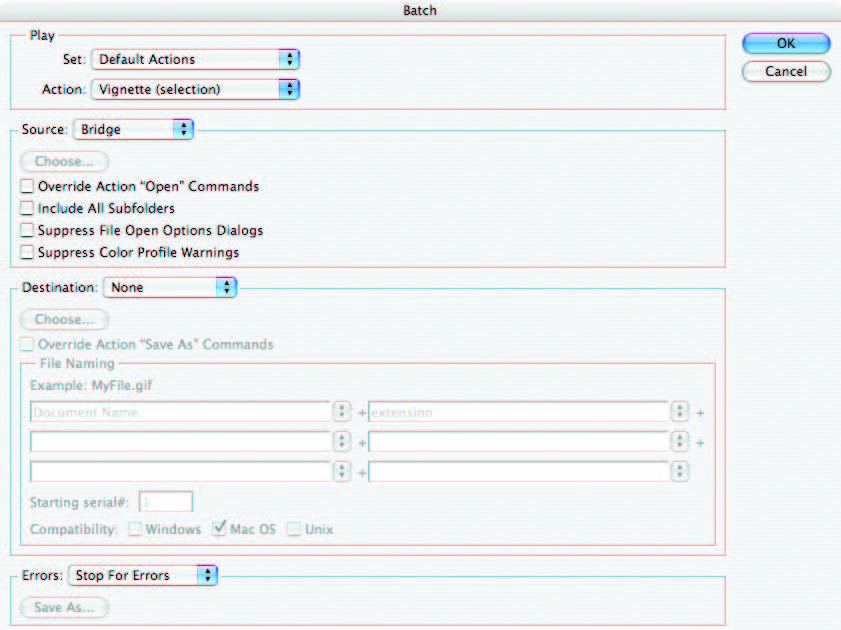 Batch
Play
Set: Default Actions
Action: Vignette (selection)
OK
Cancel
Source: Bridge
Choose...
Override Action “Open” Commands
Include All Subfolders
Suppress File Open Options Dialogs
Suppress Color Profile Warnings
Destination: None
Choose...
Override Action “Save As” Commands
File Naming
Example: MyFile.gif
Document Name + extension +
+ +
+
Starting serial#: 1
Compatibility: Windows Mac OS Unix
Errors: Stop For Errors
Save As...